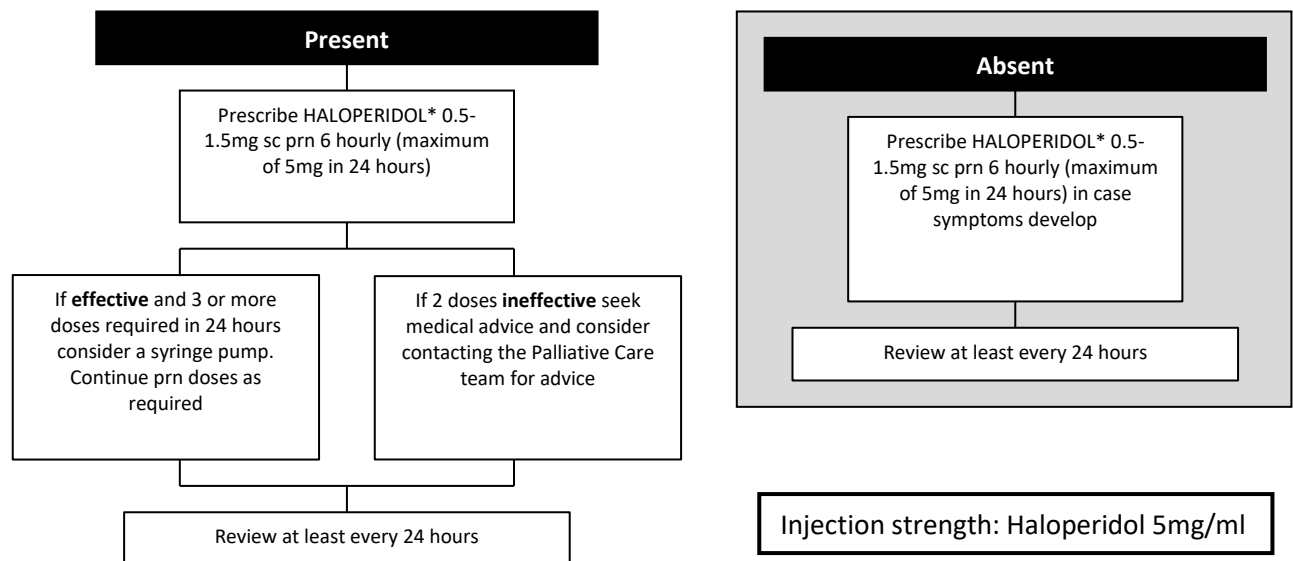 Present
Prescribe HALOPERIDOL* 0.5-
1.5mg sc prn 6 hourly (maximum
of 5mg in 24 hours)
If effective and 3 or more
doses required in 24 hours
consider a syringe pump.
Continue prn doses as
required
If 2 doses ineffective seek
medical advice and consider
contacting the Palliative Care
team for advice
Review at least every 24 hours
Absent
Prescribe HALOPERIDOL* 0.5-
1.5mg sc prn 6 hourly (maximum
of 5mg in 24 hours) in case
symptoms develop
Review at least every 24 hours
Injection strength: Haloperidol 5mg/ml